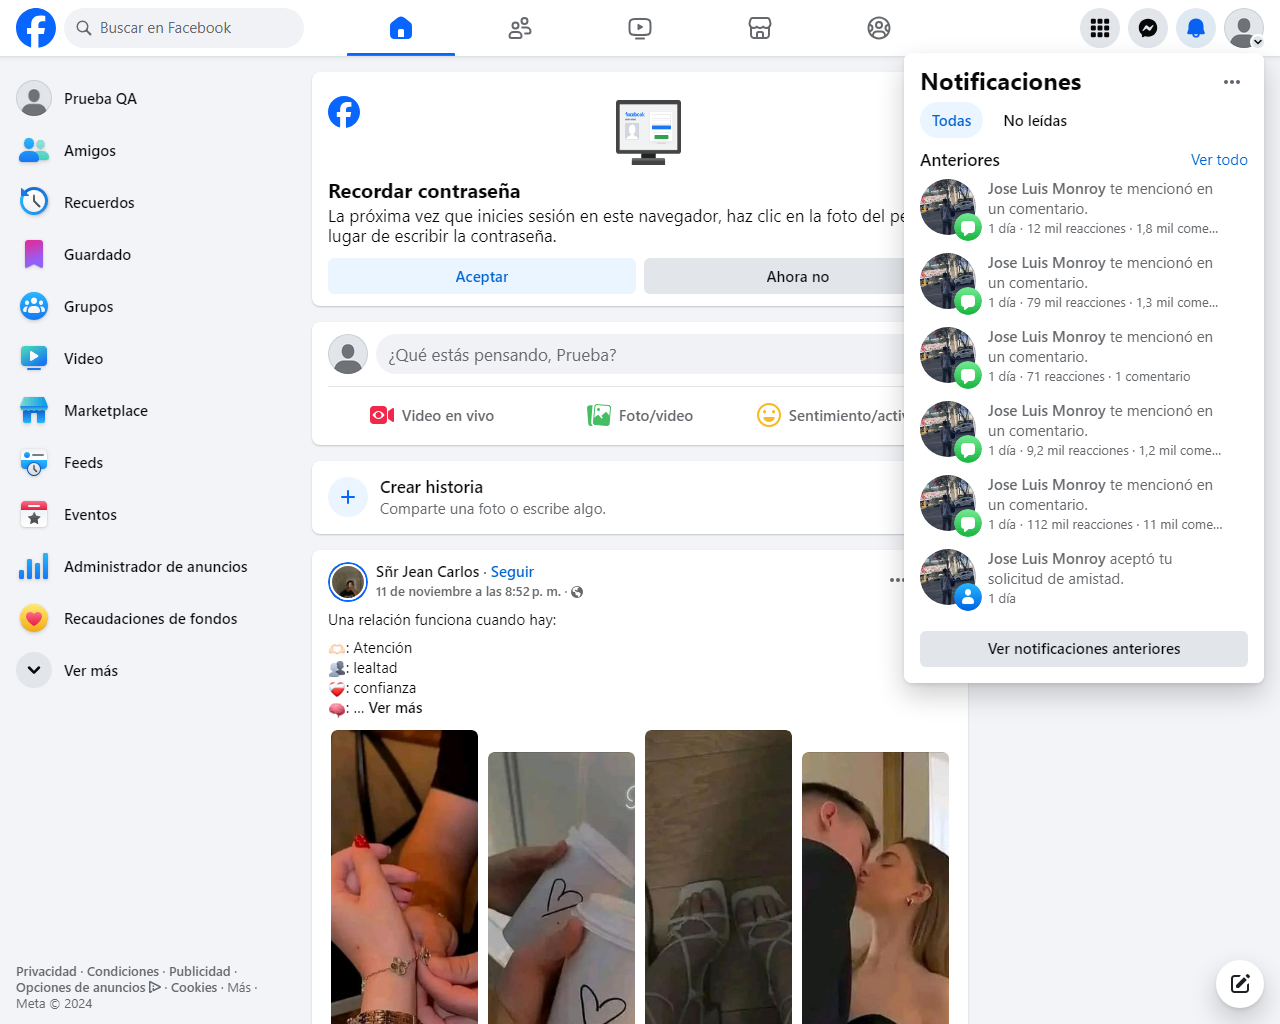 Buscar en Facebook
Prueba QA
Amigos
Recuerdos
Guardado
Grupos
Video
Marketplace
Feeds
Eventos
Administrador de anuncios
Recaudaciones de fondos
Ver más
Privacidad · Condiciones · Publicidad ·
Opciones de anuncios · Cookies · Más ·
Meta © 2024
facebook
Recordar contraseña
La próxima vez que inicies sesión en este navegador, haz clic en la foto del pe
lugar de escribir la contraseña.
Aceptar
Ahora no
¿Qué estás pensando, Prueba?
Video en vivo
Foto/video
Sentimiento/activ
Crear historia
Comparte una foto o escribe algo.
Sñr Jean Carlos · Seguir
11 de noviembre a las 8:52 p. m. ·
Una relación funciona cuando hay:
: Atención
: lealtad
: confianza
: ... Ver más
Notificaciones
Todas
No leídas
Anteriores
Ver todo
Jose Luis Monroy te mencionó en
un comentario.
1 día · 12 mil reacciones · 1,8 mil come...
Jose Luis Monroy te mencionó en
un comentario.
1 día · 79 mil reacciones · 1,3 mil come...
Jose Luis Monroy te mencionó en
un comentario.
1 día · 71 reacciones · 1 comentario
Jose Luis Monroy te mencionó en
un comentario.
1 día · 9,2 mil reacciones · 1,2 mil come...
Jose Luis Monroy te mencionó en
un comentario.
1 día · 112 mil reacciones · 11 mil come...
Jose Luis Monroy aceptó tu
solicitud de amistad.
1 día
Ver notificaciones anteriores